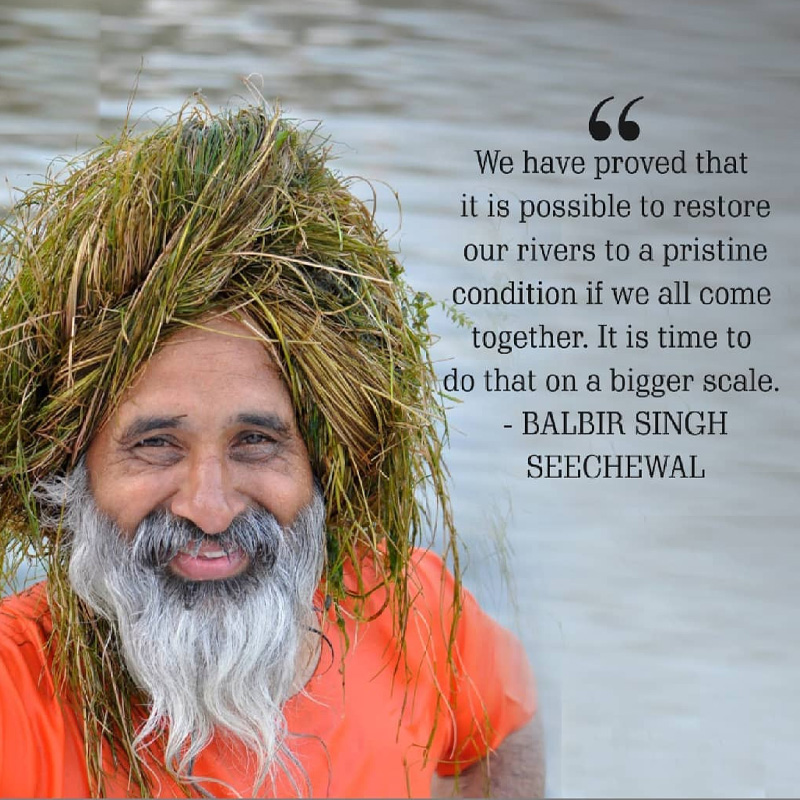 “
We have proved that
it is possible to restore
our rivers to a pristine
condition if we all come
together. It is time to
do that on a bigger scale.
- BALBIR SINGH
SEECHEWAL